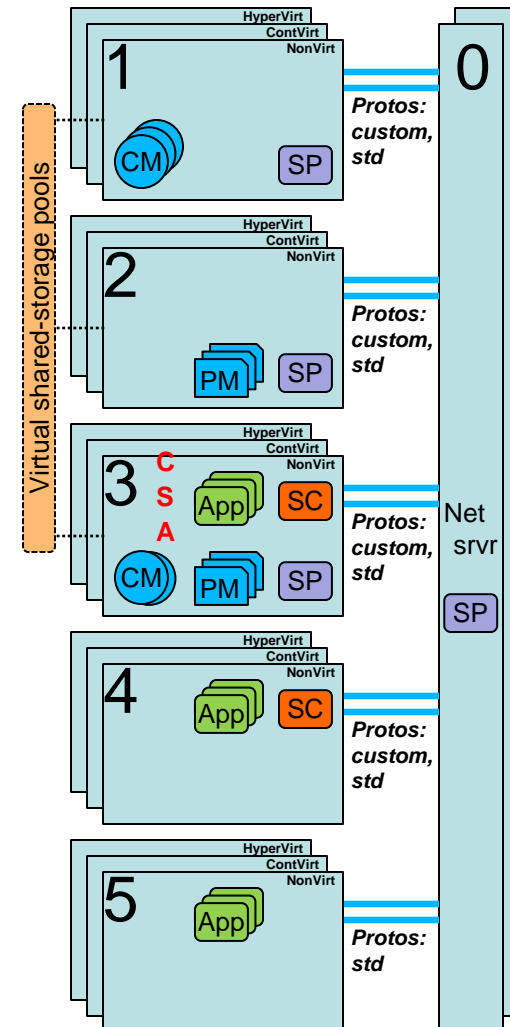 HyperVirt
ContVirt
NonVirt
1
CM
SP
Protos:
custom,
std
0
Virtual shared-storage pools
HyperVirt
ContVirt
NonVirt
2
PM
SP
Protos:
custom,
std
HyperVirt
ContVirt
NonVirt
3
C
S
A
App
SC
CM
PM
SP
Protos:
custom,
std
Net
srvr
SP
HyperVirt
ContVirt
NonVirt
4
App
SC
Protos:
custom,
std
HyperVirt
ContVirt
NonVirt
5
App
Protos:
std